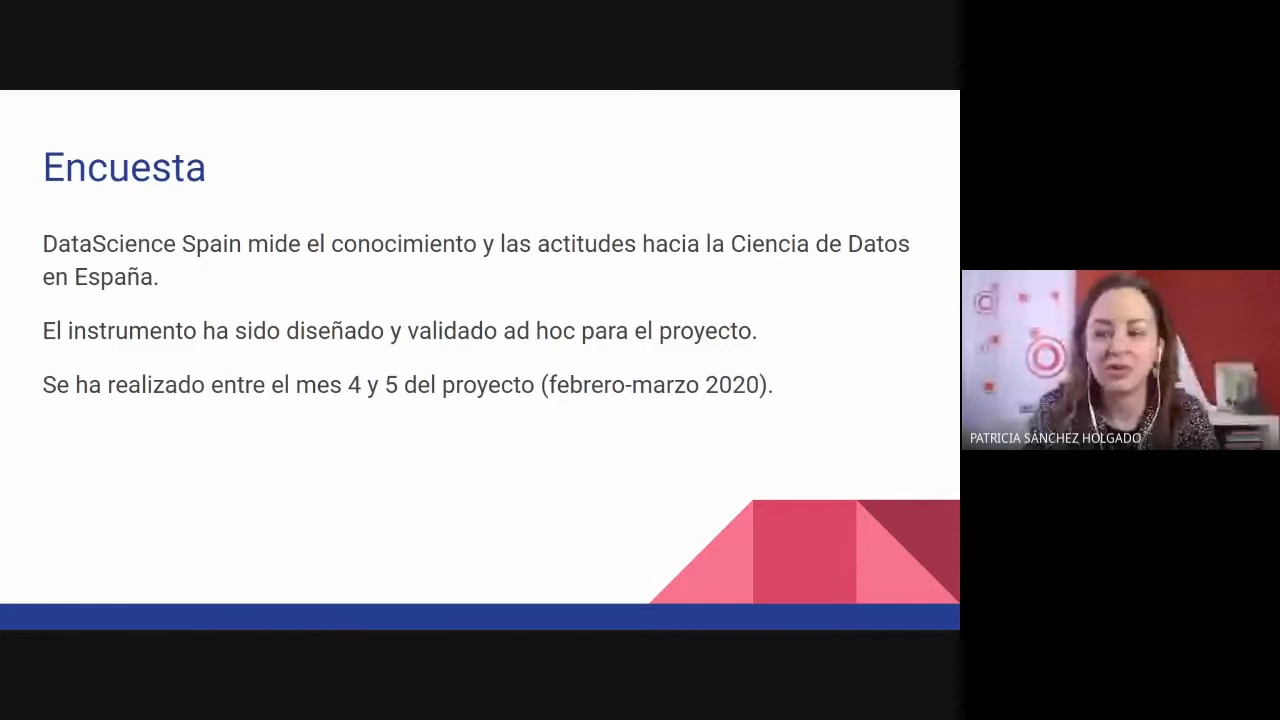 Encuesta
DataScience Spain mide el conocimiento y las actitudes hacia la Ciencia de Datos
en España.
El instrumento ha sido diseñado y validado ad hoc para el proyecto.
Se ha realizado entre el mes 4 y 5 del proyecto (febrero-marzo 2020).
PATRICIA SÁNCHEZ HOLGADO